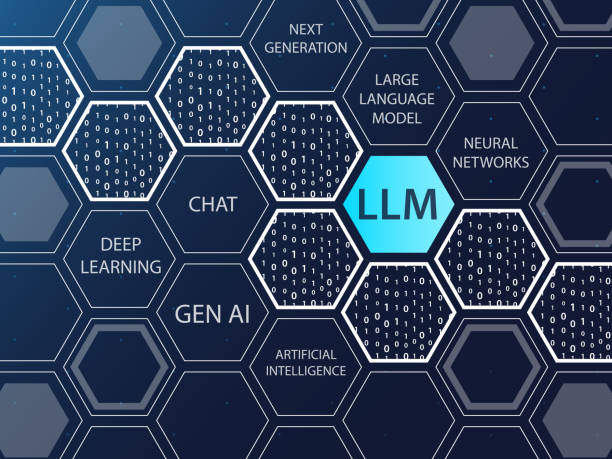 NEXT
GENERATION
LARGE
LANGUAGE
MODEL
NEURAL
NETWORKS
CHAT
LLM
DEEP
LEARNING
GEN AI
ARTIFICIAL
INTELLIGENCE